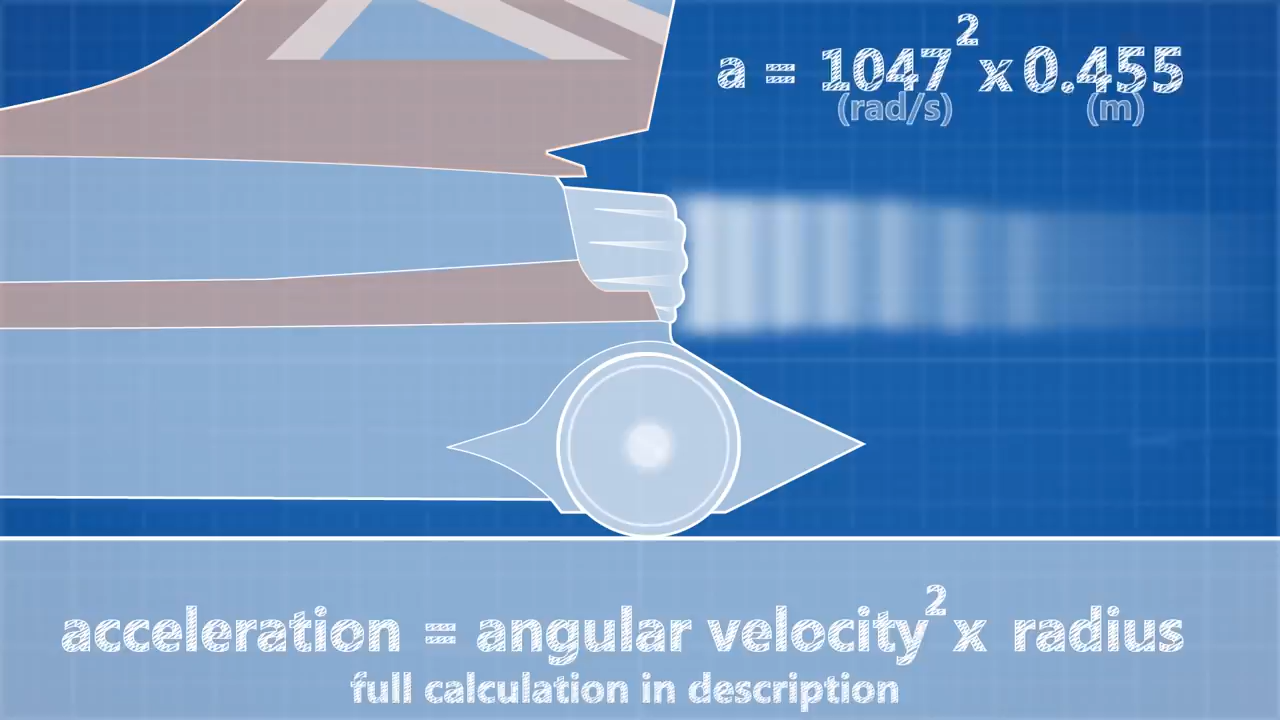 a = 1047² x 0.455
(rad/s) (m)
acceleration = angular velocity² x radius
full calculation in description